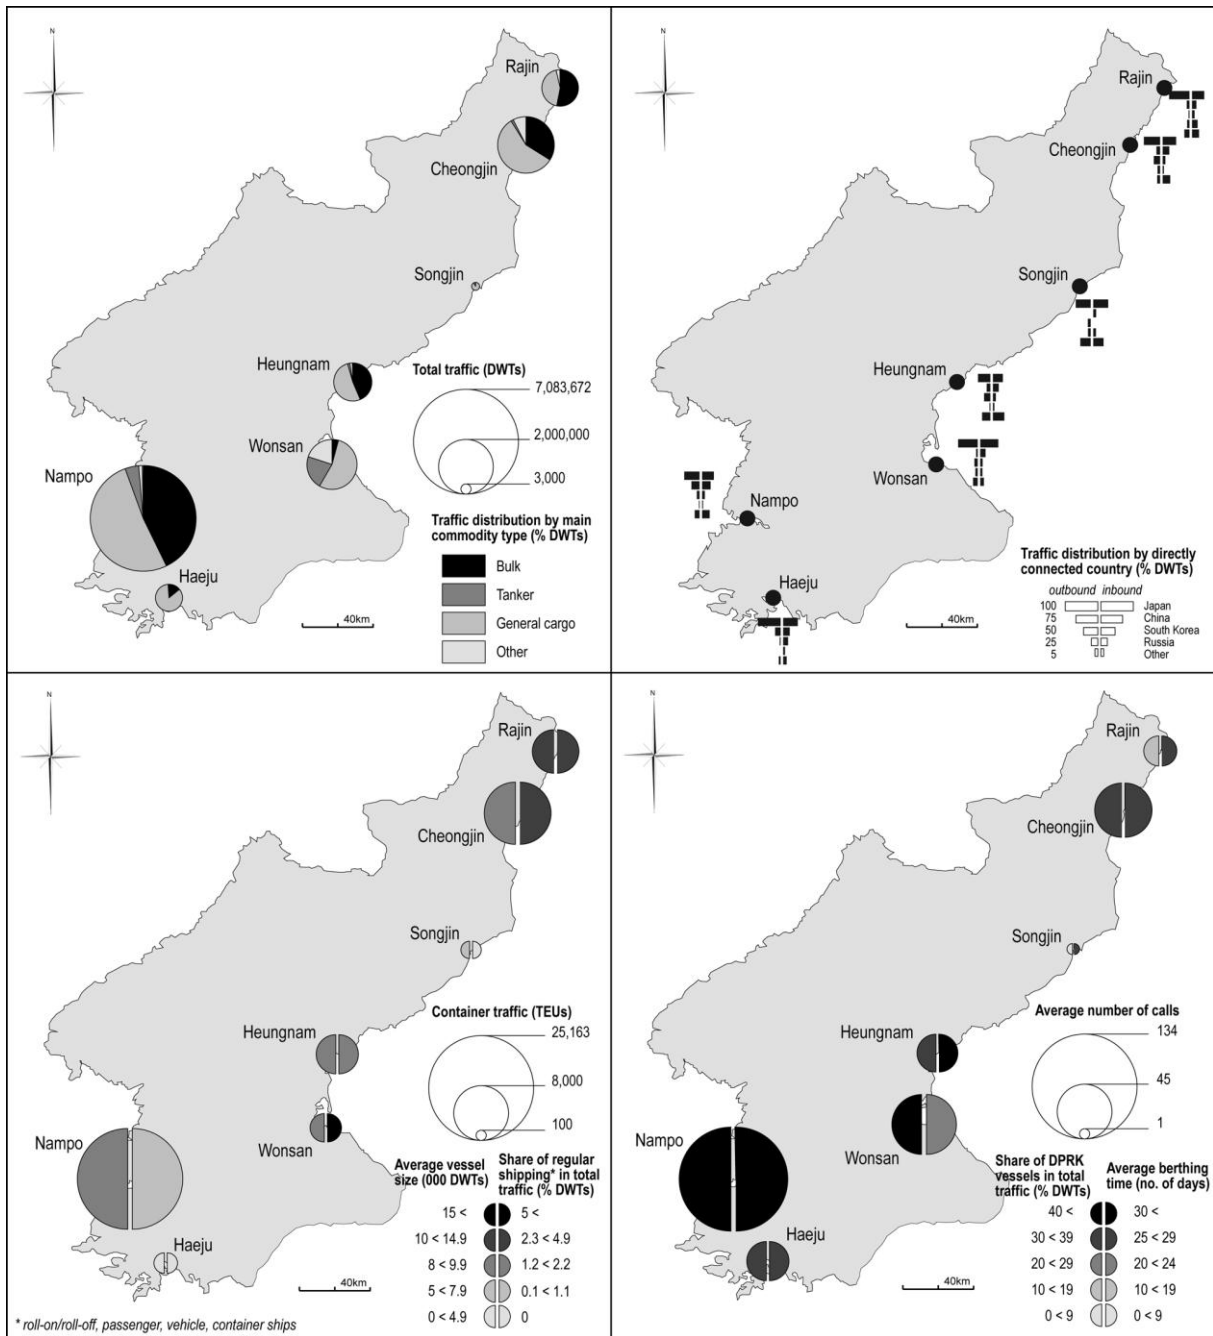 N
Rajin
Cheongjin
Songjin
Heungnam
Wonsan
Nampo
Haeju
Total traffic (DWTs)
7,083,672
2,000,000
3,000
Traffic distribution by main
commodity type (% DWTs)
Bulk
Tanker
General cargo
Other
40km
N
Rajin
Cheongjin
Songjin
Heungnam
Wonsan
Nampo
Haeju
Traffic distribution by directly
connected country (% DWTs)
outbound inbound
100 Japan
75 China
50 South Korea
25 Russia
5 Other
40km
N
Rajin
Cheongjin
Songjin
Heungnam
Wonsan
Nampo
Haeju
Container traffic (TEUs)
25,163
8,000
100
Average vessel
size (000 DWTs)
Share of regular
shipping* in total
traffic (% DWTs)
15 < 5 <
10 < 14.9 2.3 < 4.9
8 < 9.9 1.2 < 2.2
5 < 7.9 0.1 < 1.1
0 < 4.9 0
40km
* roll-on/roll-off, passenger, vehicle, container ships
N
Rajin
Cheongjin
Songjin
Heungnam
Wonsan
Nampo
Haeju
Average number of calls
134
45
1
Share of DPRK
vessels in total
traffic (% DWTs)
Average berthing
time (no. of days)
40 < 30 <
30 < 39 25 < 29
20 < 29 20 < 24
10 < 19 10 < 19
0 < 9 0 < 9
40km